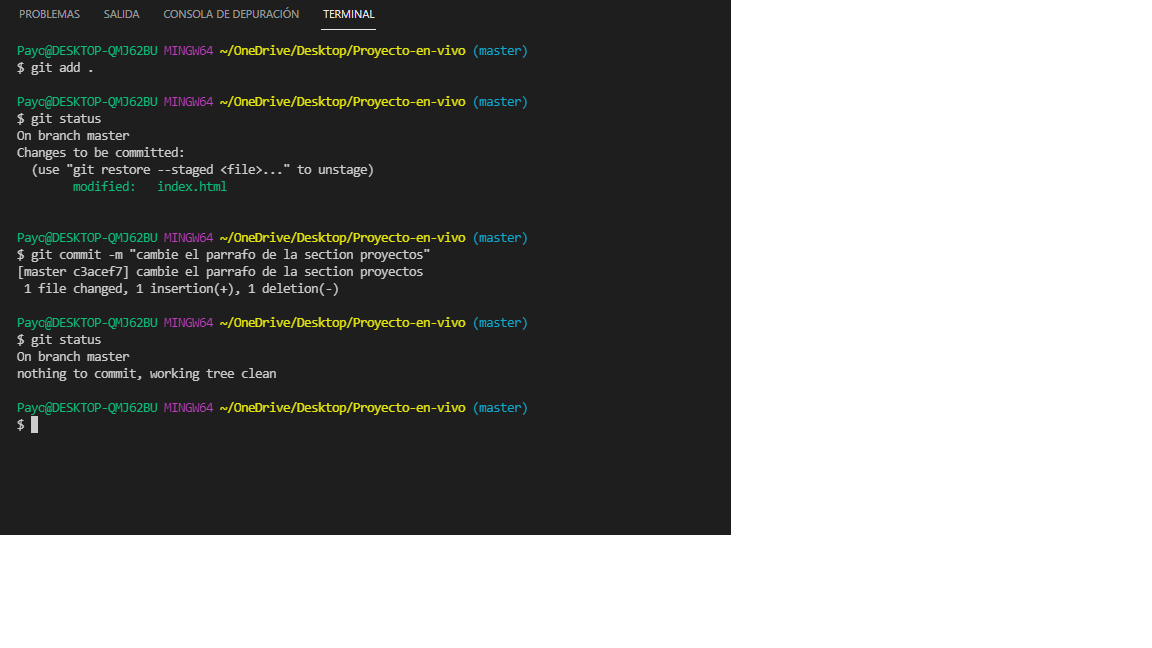 PROBLEMAS SALIDA CONSOLA DE DEPURACIÓN TERMINAL
Payo@DESKTOP-QMJ62BU MINGW64 ~/OneDrive/Desktop/Proyecto-en-vivo (master)
$ git add .
Payo@DESKTOP-QMJ62BU MINGW64 ~/OneDrive/Desktop/Proyecto-en-vivo (master)
$ git status
On branch master
Changes to be committed:
(use "git restore --staged <file>..." to unstage)
modified: index.html
Payo@DESKTOP-QMJ62BU MINGW64 ~/OneDrive/Desktop/Proyecto-en-vivo (master)
$ git commit -m "cambie el parrafo de la section proyectos"
[master c3acef7] cambie el parrafo de la section proyectos
1 file changed, 1 insertion(+), 1 deletion(-)
Payo@DESKTOP-QMJ62BU MINGW64 ~/OneDrive/Desktop/Proyecto-en-vivo (master)
$ git status
On branch master
nothing to commit, working tree clean
Payo@DESKTOP-QMJ62BU MINGW64 ~/OneDrive/Desktop/Proyecto-en-vivo (master)
$